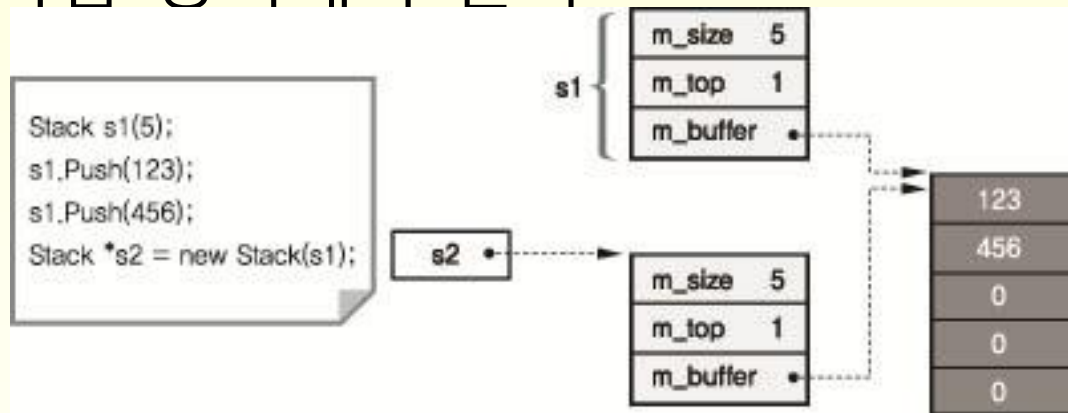 Stack s1(5);
s1.Push(123);
s1.Push(456);
Stack *s2 = new Stack(s1);
s1
m_size 5
m_top 1
m_buffer
s2
m_size 5
m_top 1
m_buffer
123
456
0
0
0